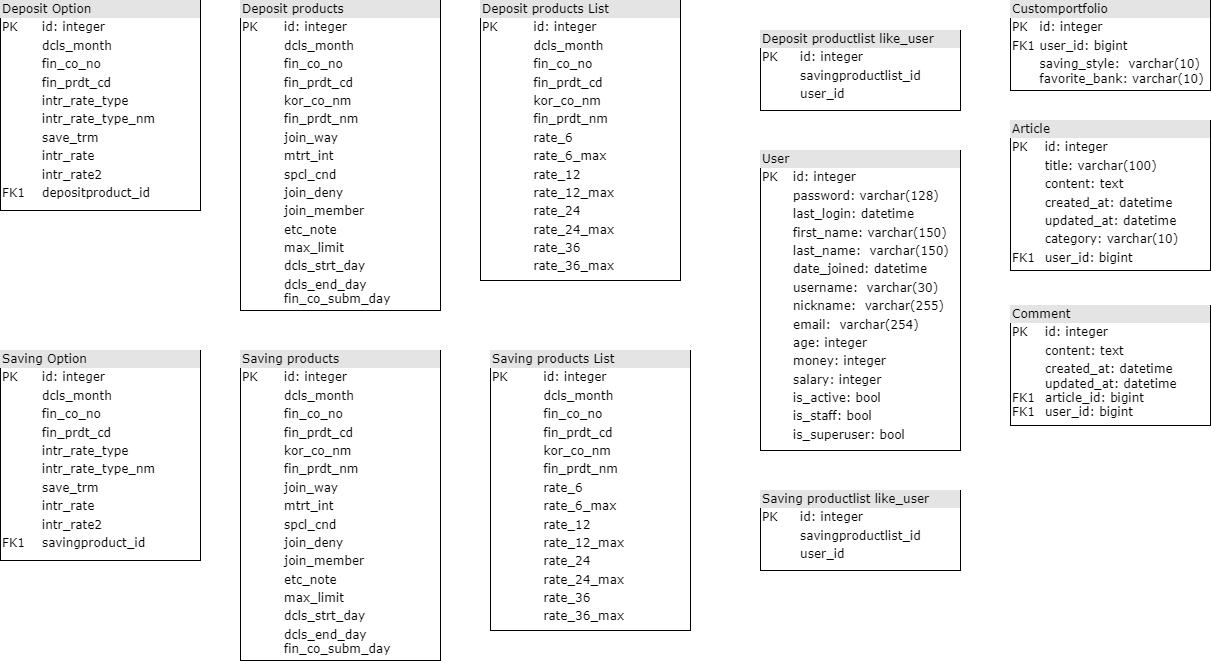 Deposit Option
PK id: integer
dcls_month
fin_co_no
fin_prdt_cd
intr_rate_type
intr_rate_type_nm
save_trm
intr_rate
intr_rate2
FK1 depositproduct_id
Deposit products
PK id: integer
dcls_month
fin_co_no
fin_prdt_cd
kor_co_nm
fin_prdt_nm
join_way
mtrt_int
spcl_cnd
join_deny
join_member
etc_note
max_limit
dcls_strt_day
dcls_end_day
fin_co_subm_day
Deposit products List
PK id: integer
dcls_month
fin_co_no
fin_prdt_cd
kor_co_nm
fin_prdt_nm
rate_6
rate_6_max
rate_12
rate_12_max
rate_24
rate_24_max
rate_36
rate_36_max
Deposit productlist like_user
PK id: integer
savingproductlist_id
user_id
Customportfolio
PK id: integer
FK1 user_id: bigint
saving_style: varchar(10)
favorite_bank: varchar(10)
Article
PK id: integer
title: varchar(100)
content: text
created_at: datetime
updated_at: datetime
category: varchar(10)
FK1 user_id: bigint
User
PK id: integer
password: varchar(128)
last_login: datetime
first_name: varchar(150)
last_name: varchar(150)
date_joined: datetime
username: varchar(30)
nickname: varchar(255)
email: varchar(254)
age: integer
money: integer
salary: integer
is_active: bool
is_staff: bool
is_superuser: bool
Comment
PK id: integer
content: text
created_at: datetime
updated_at: datetime
FK1 article_id: bigint
FK1 user_id: bigint
Saving Option
PK id: integer
dcls_month
fin_co_no
fin_prdt_cd
intr_rate_type
intr_rate_type_nm
save_trm
intr_rate
intr_rate2
FK1 savingproduct_id
Saving products
PK id: integer
dcls_month
fin_co_no
fin_prdt_cd
kor_co_nm
fin_prdt_nm
join_way
mtrt_int
spcl_cnd
join_deny
join_member
etc_note
max_limit
dcls_strt_day
dcls_end_day
fin_co_subm_day
Saving products List
PK id: integer
dcls_month
fin_co_no
fin_prdt_cd
kor_co_nm
fin_prdt_nm
rate_6
rate_6_max
rate_12
rate_12_max
rate_24
rate_24_max
rate_36
rate_36_max
Saving productlist like_user
PK id: integer
savingproductlist_id
user_id